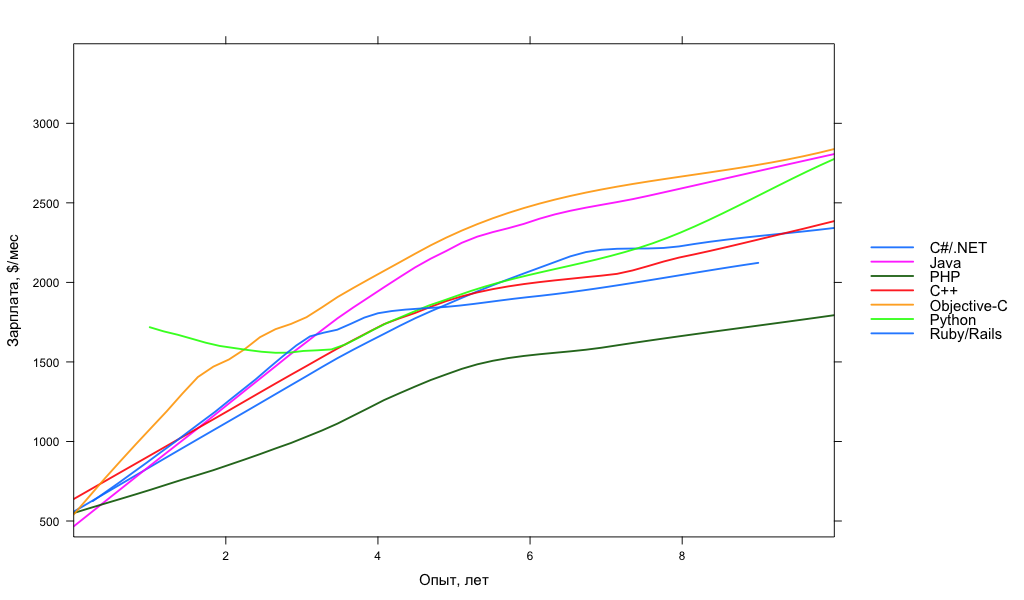 3000
2500
2000
1500
1000
500
Зарплата, $/мес
2
4
6
8
Опыт, лет
C#/.NET
Java
PHP
C++
Objective-C
Python
Ruby/Rails